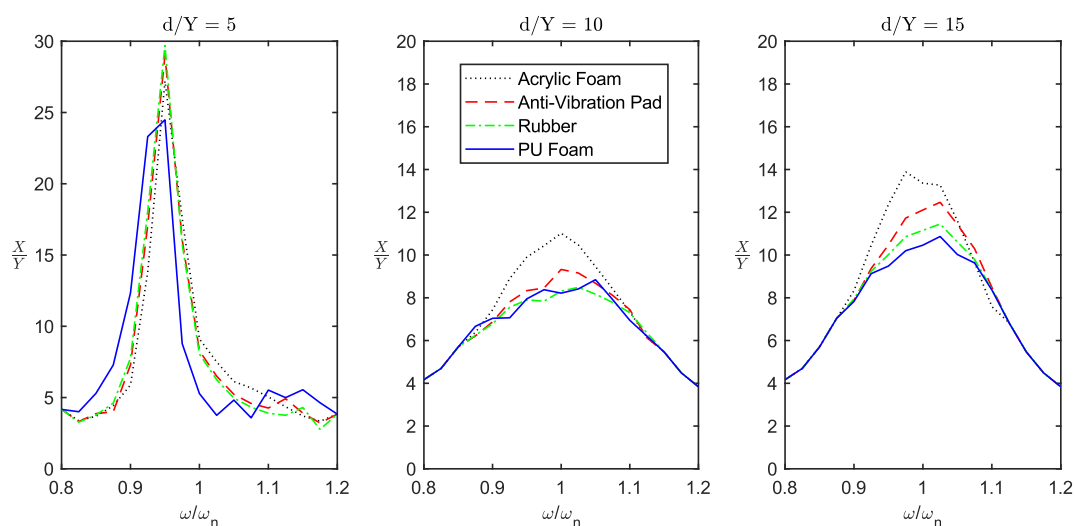 d/Y = 5
30
25
20
15
10
5
0
X/Y
0.8 0.9 1 1.1 1.2
ω/ωn
d/Y = 10
20
18
16
14
12
10
8
6
4
2
0
X/Y
0.8 0.9 1 1.1 1.2
ω/ωn
Acrylic Foam
Anti-Vibration Pad
Rubber
PU Foam
d/Y = 15
20
18
16
14
12
10
8
6
4
2
0
X/Y
0.8 0.9 1 1.1 1.2
ω/ωn